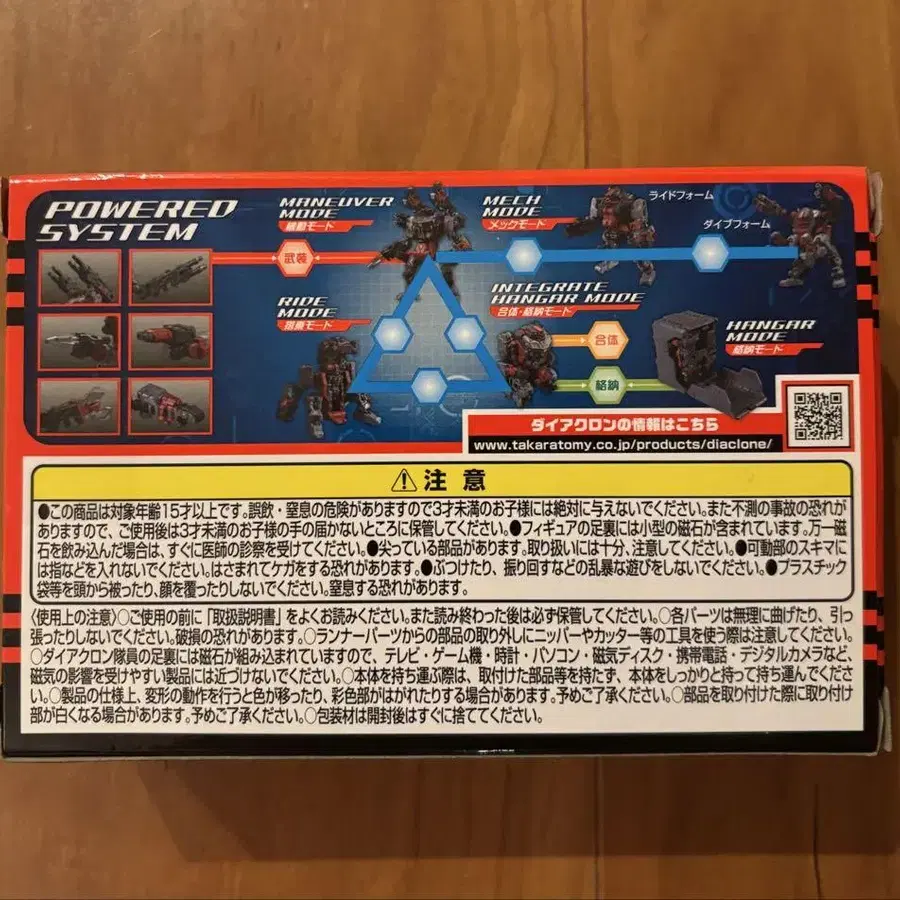 POWERED
SYSTEM
MANEUVER
MODE
機動モード
武装
MECH
MODE
メックモード
ライドフォーム
ダイブフォーム
RIDE
MODE
搭乗モード
INTEGRATE
HANGAR MODE
合体・格納モード
合体
格納
HANGAR
MODE
格納モード
ダイアクロンの情報はこちら
www.takaratomy.co.jp/products/diaclone/
注意
●この商品は対象年齢15才以上です。誤飲・窒息の危険がありますので3才未満のお子様には絶対に与えないでください。また不測の事故の恐れが
ありますので、ご使用後は3才未満のお子様の手の届かないところに保管してください。●フィギュアの足裏には小型の磁石が含まれています。万一磁
石を飲み込んだ場合は、すぐに医師の診察を受けてください。●尖っている部品があります。取り扱いには十分、注意してください。●可動部のスキマに
は指などを入れないでください。はさまれてケガをする恐れがあります。●ぶつけたり、振り回すなどの乱暴な遊びをしないでください。●プラスチック
袋等を頭から被ったり、顔を覆ったりしないでください。窒息する恐れがあります。
〈使用上の注意〉○ご使用の前に「取扱説明書」をよくお読みください。また読み終わった後は必ず保管してください。○各パーツは無理に曲げたり、引っ
張ったりしないでください。破損の恐れがあります。○ランナーパーツからの部品の取り外しにニッパーやカッター等の工具を使う際は注意してください。
○ダイアクロン隊員の足裏には磁石が組み込まれていますので、テレビ・ゲーム機・時計・パソコン・磁気ディスク・携帯電話・デジタルカメラなど、
磁気の影響を受けやすい製品には近づけないでください。○本体を持ち運ぶ際は、取付けた部品等を持たず、本体をしっかりと持って持ち運んでくださ
い。○製品の仕様上、変形の動作を行うと色が移ったり、彩色部がはがれたりする場合があります。予めご了承ください。○部品を取り付けた際に取り付け
部が白くなる場合があります。予めご了承ください。○包装材は開封後はすぐに捨ててください。